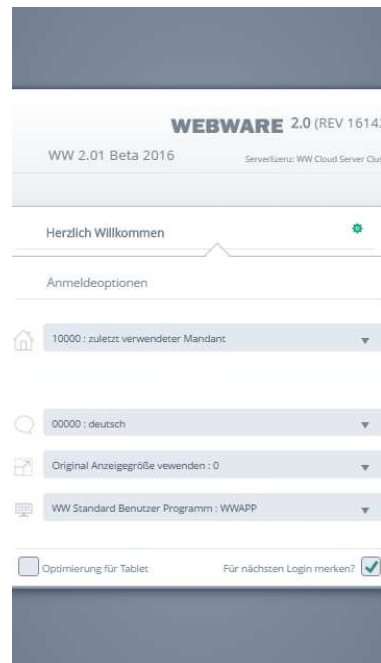 WEBWARE 2.0 (REV 1614
WW 2.01 Beta 2016
Serverlizenz: WW Cloud Server Clu
Herzlich Willkommen
Anmeldeoptionen
10000 : zuletzt verwendeter Mandant
00000 : deutsch
Original Anzeigegröße vewenden : 0
WW Standard Benutzer Programm : WWAPP
Optimierung für Tablet Für nächsten Login merken?